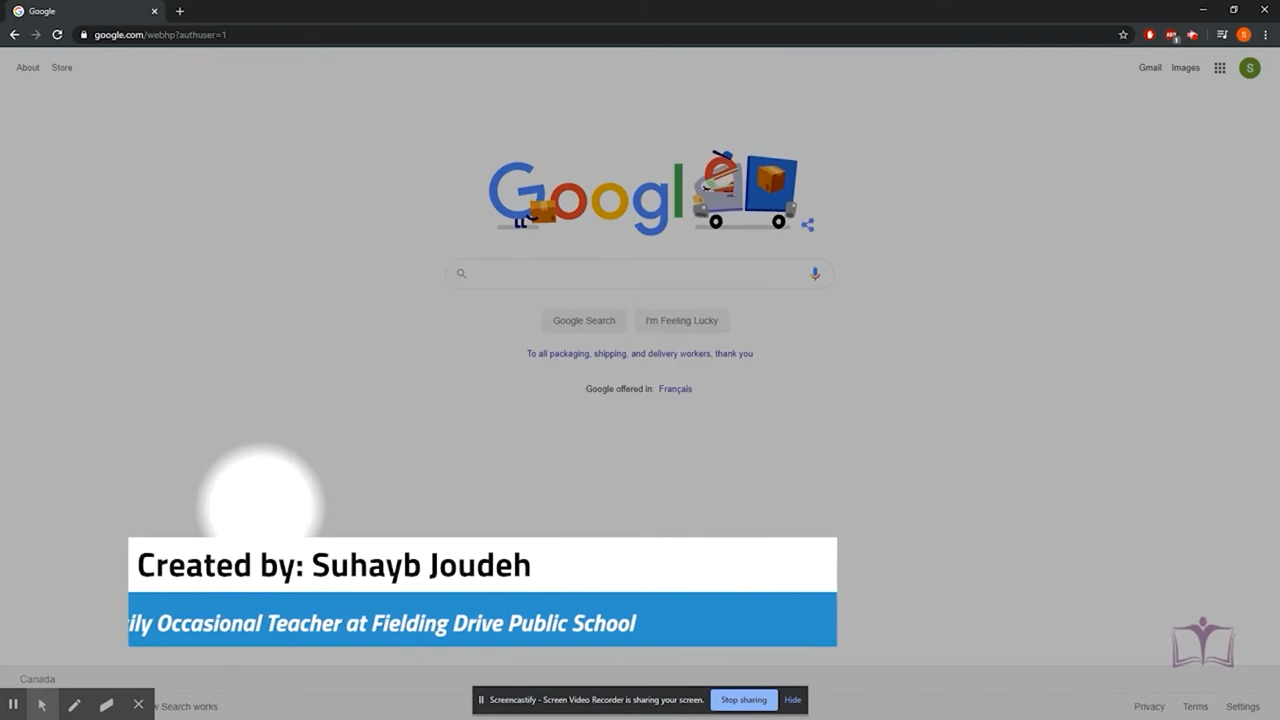 Google
google.com/webhp?authuser=1
About Store
Gmail Images
S
Google
Google Search I'm Feeling Lucky
To all packaging, shipping, and delivery workers, thank you
Google offered in: Français
Created by: Suhayb Joudeh
ily Occasional Teacher at Fielding Drive Public School
Canada
Screencastify - Screen Video Recorder is sharing your screen. Stop sharing Hide
w Search works
Privacy Terms Settings